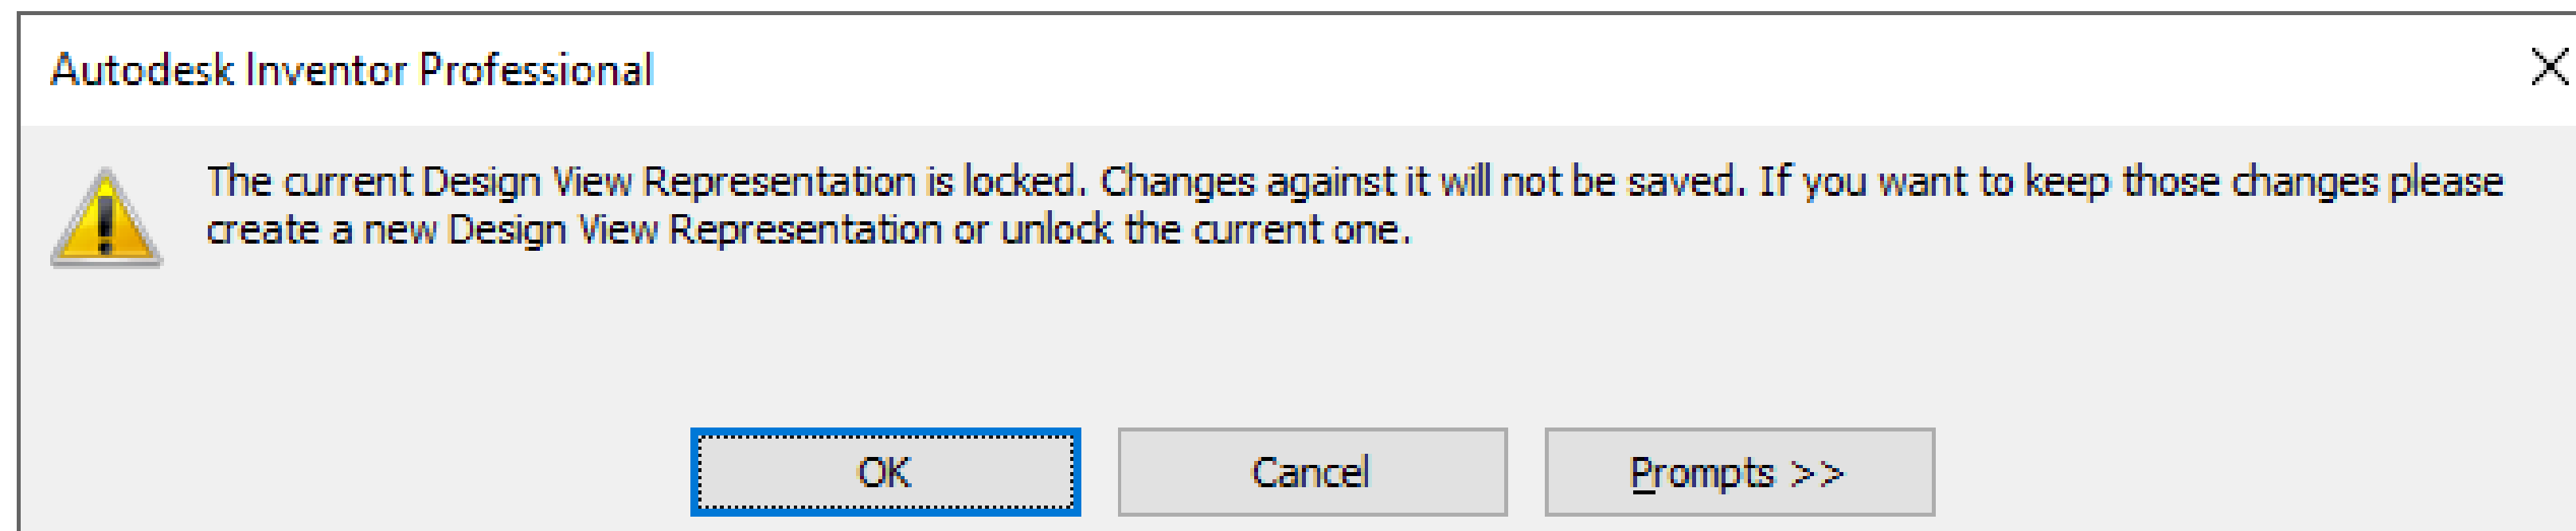 Autodesk Inventor Professional
The current Design View Representation is locked. Changes against it will not be saved. If you want to keep those changes please
create a new Design View Representation or unlock the current one.
OK Cancel Prompts >>